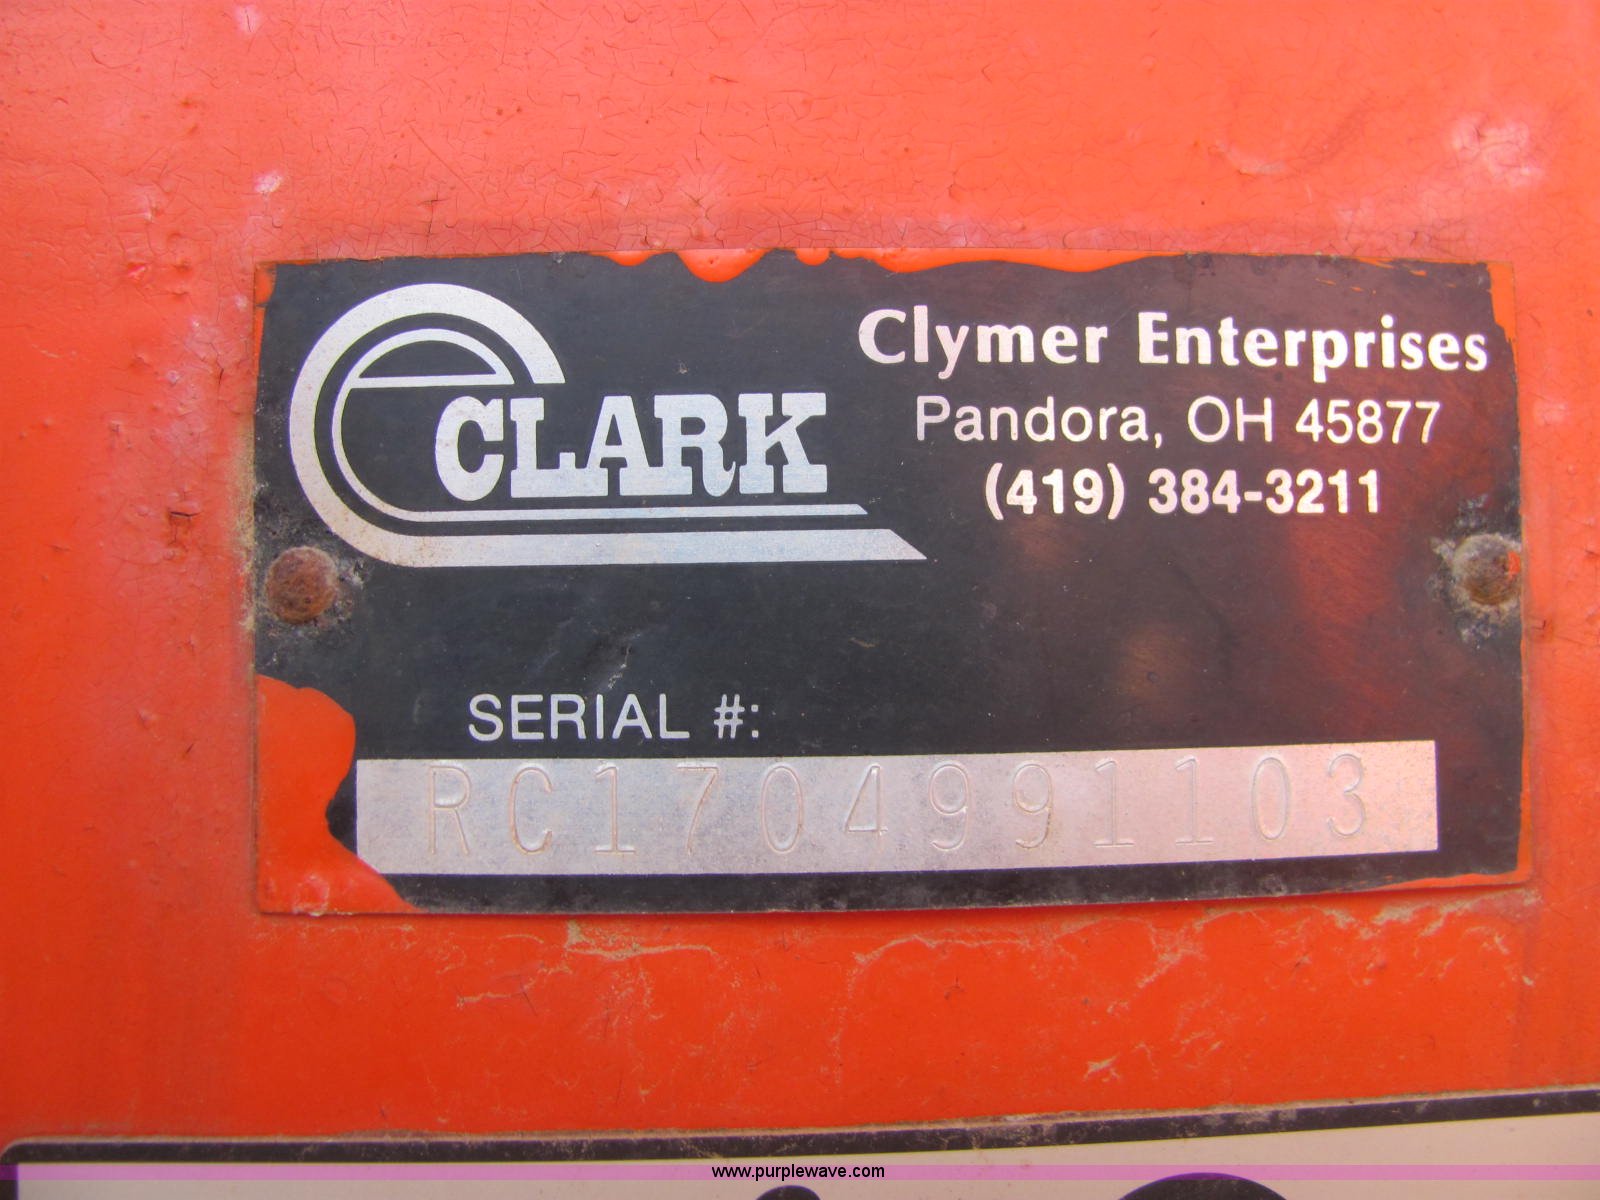 CLARK
Clymer Enterprises
Pandora, OH 45877
(419) 384-3211
SERIAL #:
RC1704991103
www.purplewave.com